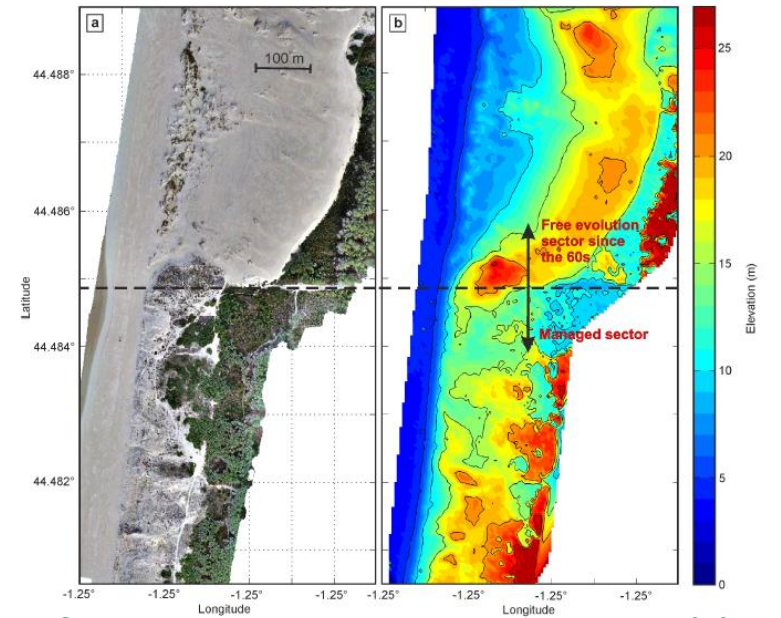 a
100 m
b
44.488°
44.486°
44.484°
44.482°
Latitude
-1.25°
-1.25°
-1.25°
-1.25°
Longitude
Free evolution
sector since
the 60s
Managed sector
-1.25°
-1.25°
-1.25°
Longitude
25
20
15
10
5
0
Elevation (m)